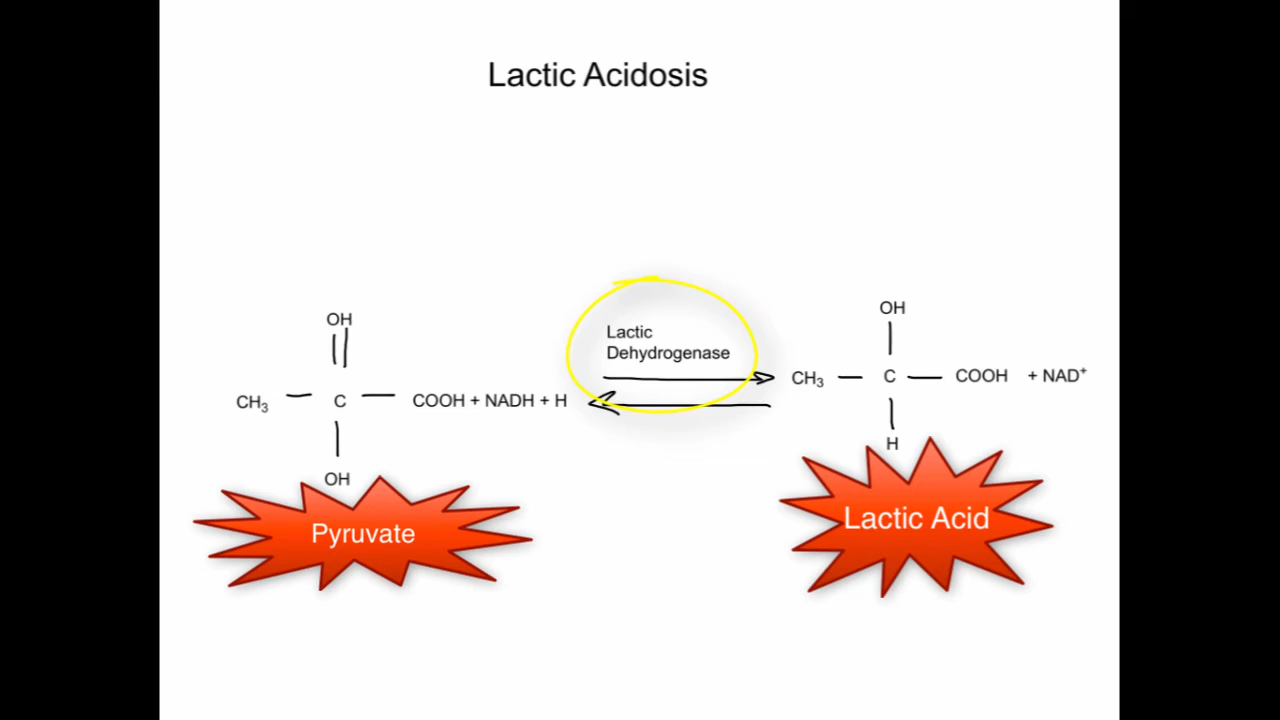 Lactic Acidosis
OH
CH₃ C COOH + NADH + H
OH
Pyruvate
Lactic
Dehydrogenase
OH
CH₃ C COOH + NAD⁺
H
Lactic Acid